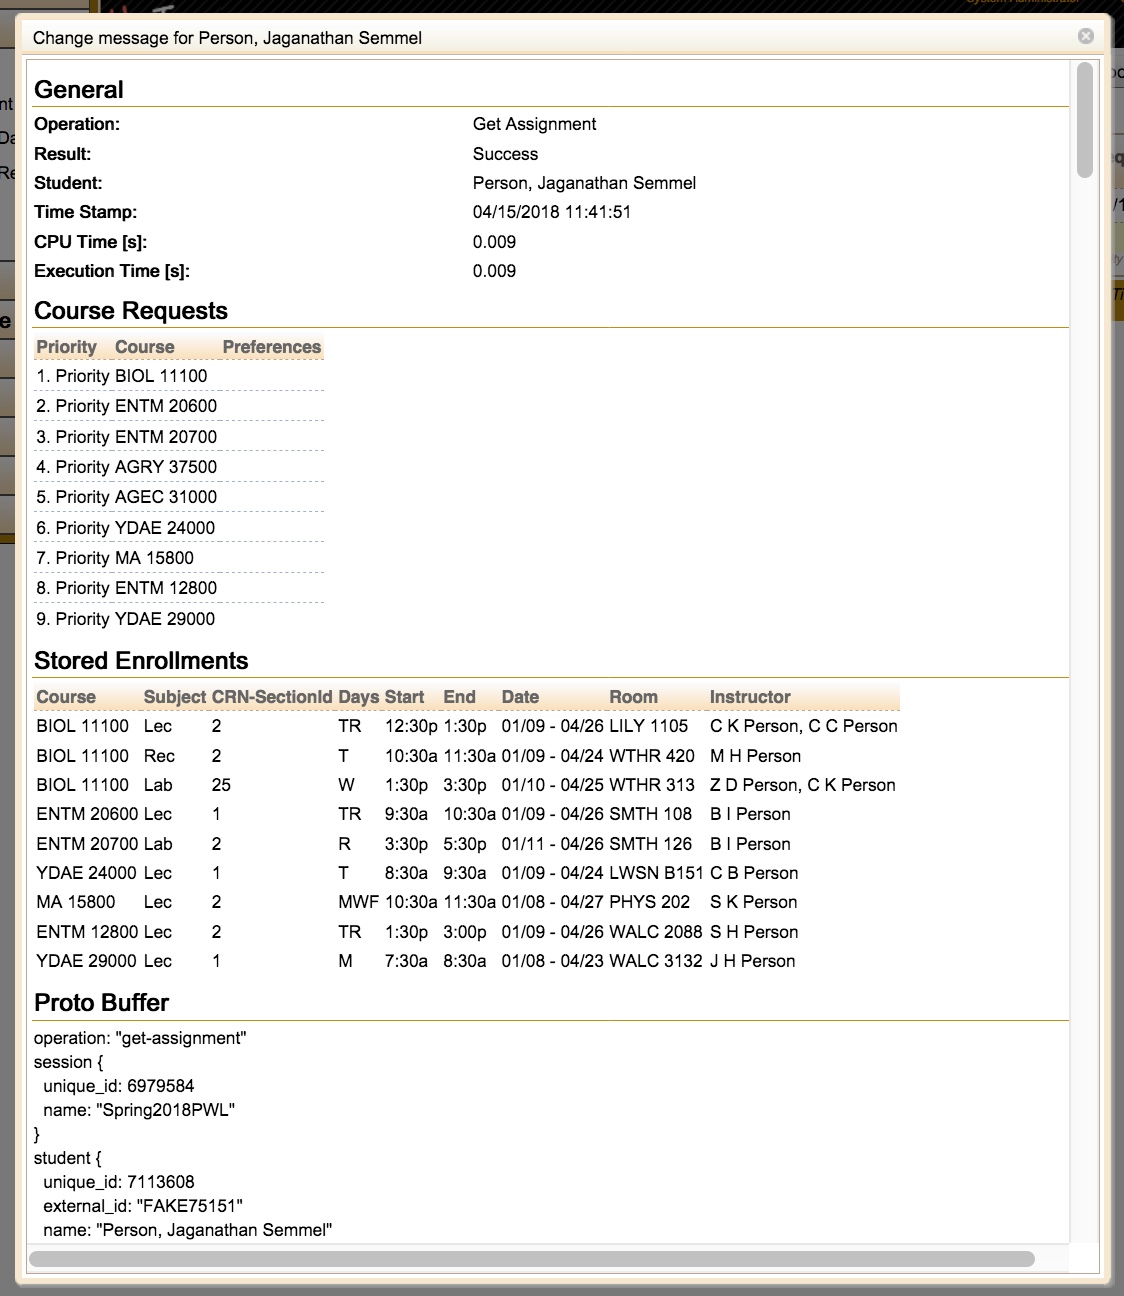 System Administrator
Change message for Person, Jaganathan Semmel
General
Operation: Get Assignment
Result: Success
Student: Person, Jaganathan Semmel
Time Stamp: 04/15/2018 11:41:51
CPU Time [s]: 0.009
Execution Time [s]: 0.009
Course Requests
Priority Course Preferences
1. Priority BIOL 11100
2. Priority ENTM 20600
3. Priority ENTM 20700
4. Priority AGRY 37500
5. Priority AGEC 31000
6. Priority YDAE 24000
7. Priority MA 15800
8. Priority ENTM 12800
9. Priority YDAE 29000
Stored Enrollments
Course Subject CRN-SectionId Days Start End Date Room Instructor
BIOL 11100 Lec 2 TR 12:30p 1:30p 01/09 - 04/26 LILY 1105 C K Person, C C Person
BIOL 11100 Rec 2 T 10:30a 11:30a 01/09 - 04/24 WTHR 420 M H Person
BIOL 11100 Lab 25 W 1:30p 3:30p 01/10 - 04/25 WTHR 313 Z D Person, C K Person
ENTM 20600 Lec 1 TR 9:30a 10:30a 01/09 - 04/26 SMTH 108 B I Person
ENTM 20700 Lab 2 R 3:30p 5:30p 01/11 - 04/26 SMTH 126 B I Person
YDAE 24000 Lec 1 T 8:30a 9:30a 01/09 - 04/24 LWSN B151 C B Person
MA 15800 Lec 2 MWF 10:30a 11:30a 01/08 - 04/27 PHYS 202 S K Person
ENTM 12800 Lec 2 TR 1:30p 3:00p 01/09 - 04/26 WALC 2088 S H Person
YDAE 29000 Lec 1 M 7:30a 8:30a 01/08 - 04/23 WALC 3132 J H Person
Proto Buffer
operation: "get-assignment"
session {
unique_id: 6979584
name: "Spring2018PWL"
}
student {
unique_id: 7113608
external_id: "FAKE75151"
name: "Person, Jaganathan Semmel"